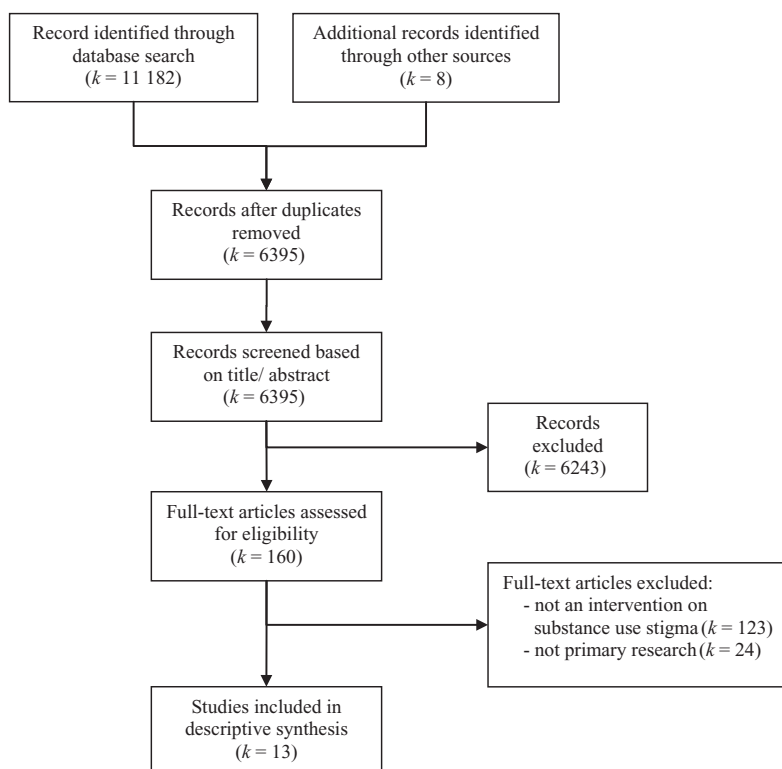 Record identified through
database search
(k = 11 182)
Additional records identified
through other sources
(k = 8)
Records after duplicates
removed
(k = 6395)
Records screened based
on title/ abstract
(k = 6395)
Records
excluded
(k = 6243)
Full-text articles assessed
for eligibility
(k = 160)
Full-text articles excluded:
- not an intervention on
substance use stigma (k = 123)
- not primary research (k = 24)
Studies included in
descriptive synthesis
(k = 13)